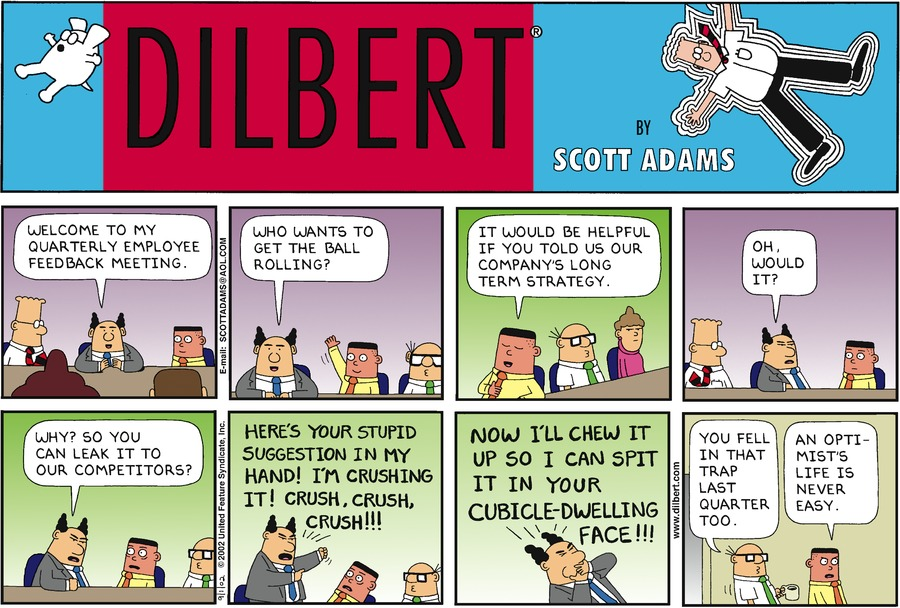 DILBERT®
BY
SCOTT ADAMS
WELCOME TO MY
QUARTERLY EMPLOYEE
FEEDBACK MEETING.
E-mail: SCOTTADAMS@AOL.COM
WHO WANTS TO
GET THE BALL
ROLLING?
IT WOULD BE HELPFUL
IF YOU TOLD US OUR
COMPANY'S LONG
TERM STRATEGY.
OH,
WOULD
IT?
WHY? SO YOU
CAN LEAK IT TO
OUR COMPETITORS?
9/1/02 © 2002 United Feature Syndicate, Inc.
HERE'S YOUR STUPID
SUGGESTION IN MY
HAND! I'M CRUSHING
IT! CRUSH, CRUSH,
CRUSH!!!
NOW I'LL CHEW IT
UP SO I CAN SPIT
IT IN YOUR
CUBICLE-DWELLING
FACE!!!
www.dilbert.com
YOU FELL
IN THAT
TRAP
LAST
QUARTER
TOO.
AN OPTI-
MIST'S
LIFE IS
NEVER
EASY.